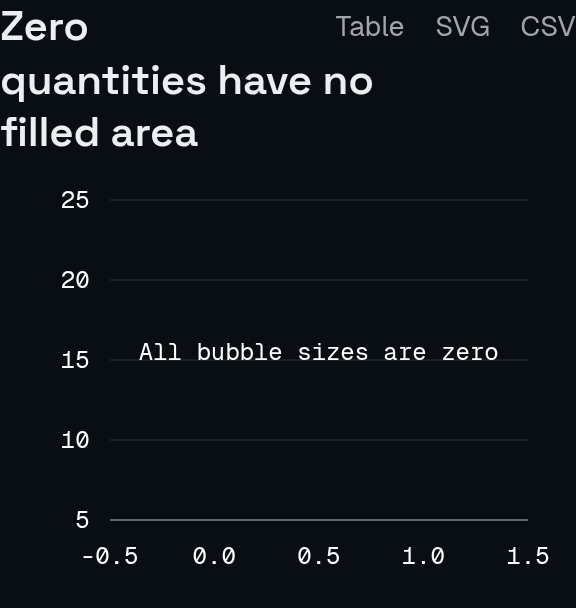 Zero
quantities have no
filled area
Table SVG CSV
25
20
15
All bubble sizes are zero
10
5
-0.5 0.0 0.5 1.0 1.5